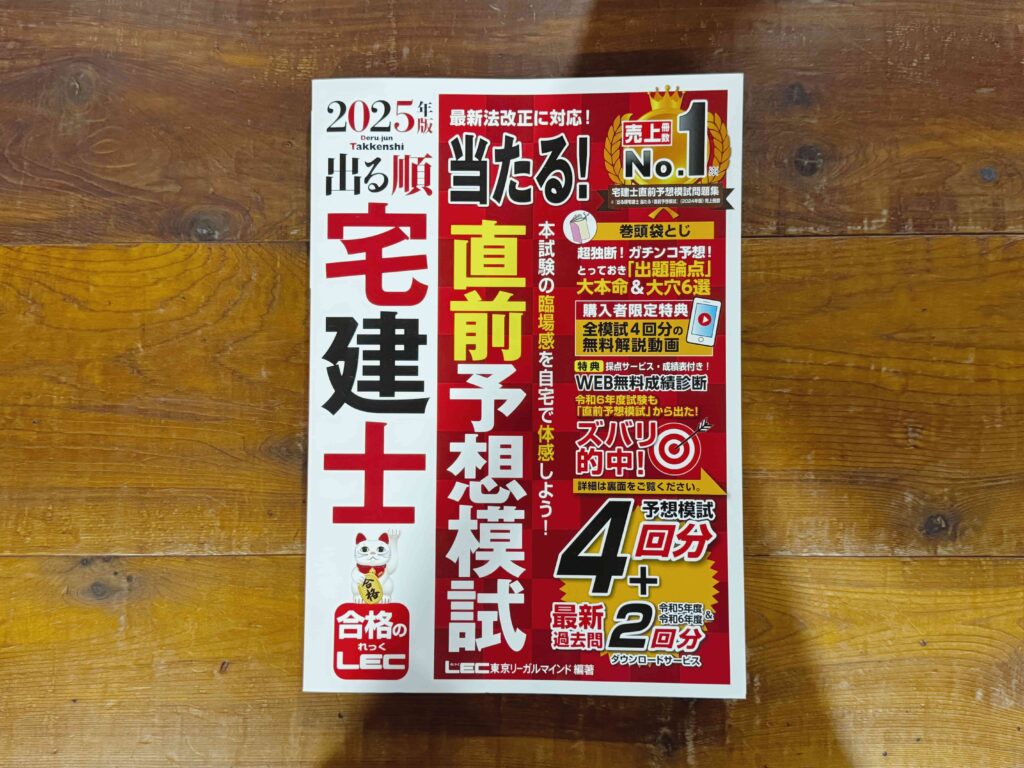 2025年版
Deru-jun
Takkenshi
出る順
宅建士
合格
合格の
れっく
LEC
最新法改正に対応!
当たる!
直前予想模試
本試験の臨場感を自宅で体感しよう!
LEC東京リーガルマインド 編著
売上冊数
No.1
宅建士直前予想模試問題集
巻頭袋とじ
超独断!ガチンコ予想!
とっておき「出題論点」
大本命&大穴6選
購入者限定特典
全模試4回分の
無料解説動画
特典 採点サービス・成績表付き!
WEB無料成績診断
令和6年度試験も
「直前予想模試」から出た!
ズバリ
的中!
詳細は裏面をご覧ください。
予想模試
4回分
+
最新
過去問
令和5年度&
令和6年度
2回分
ダウンロードサービス